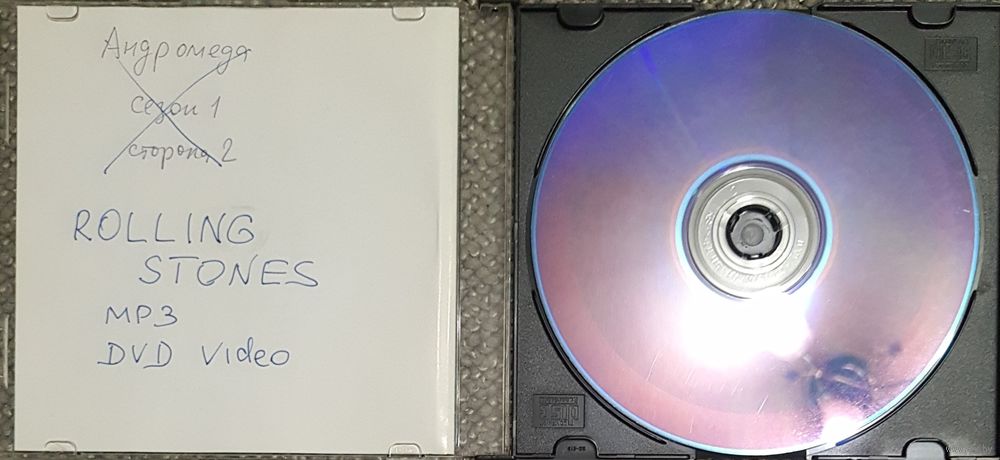 Андромеда
сезон 1
сторона 2
ROLLING
STONES
MP3
DVD Video